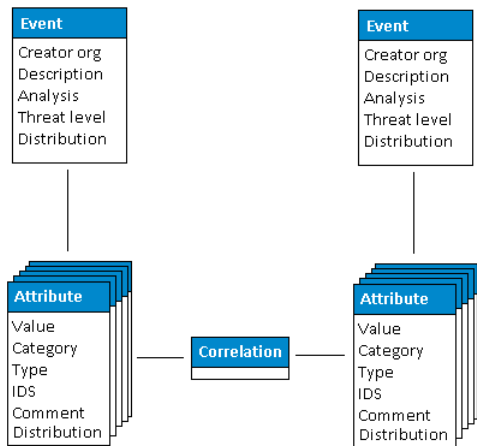 Event
Creator org
Description
Analysis
Threat level
Distribution
Event
Creator org
Description
Analysis
Threat level
Distribution
Attribute
Value
Category
Type
IDS
Comment
Distribution
Correlation
Attribute
Value
Category
Type
IDS
Comment
Distribution